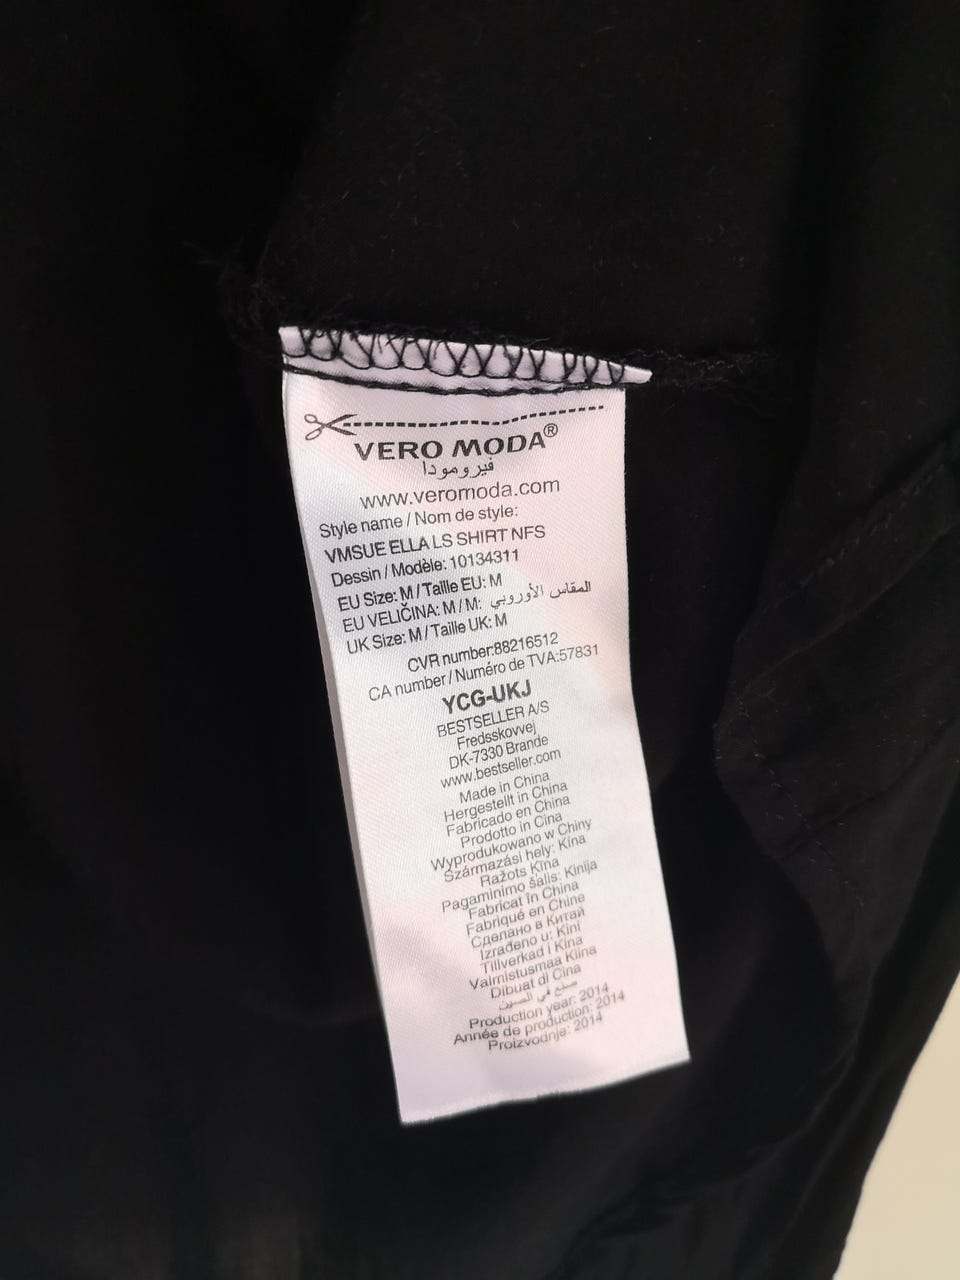 VERO MODA®
فيرومودا
www.veromoda.com
Style name / Nom de style:
VMSUE ELLA LS SHIRT NFS
Dessin / Modèle: 10134311
EU Size: M / Taille EU: M
EU VELIČINA: M / M: المقاس الأوروبي
UK Size: M / Taille UK: M
CVR number:88216512
CA number / Numéro de TVA:57831
YCG-UKJ
BESTSELLER A/S
Fredsskovvej
DK-7330 Brande
www.bestseller.com
Made in China
Hergestellt in China
Fabricado en China
Prodotto in Cina
Wyprodukowano w Chiny
Származási hely: Kína
Ražots Ķīna
Pagaminimo šalis: Kinija
Fabricat în China
Fabriqué en Chine
Сделано в Китай
Izrađeno u: Kini
Tillverkad i Kina
Valmistusmaa Kiina
Dibuat di Cina
صنع في الصين
Production year: 2014
Année de production: 2014
Proizvodnje: 2014